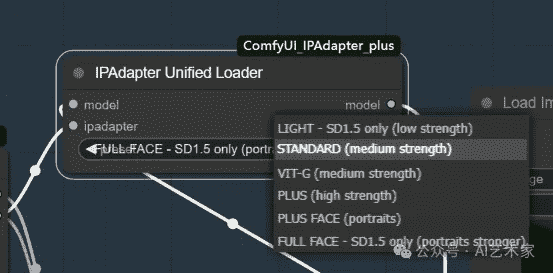 ComfyUI_IPAdapter_plus
IPAdapter Unified Loader
model
model
ipadapter
FULL FACE - SD1.5 only (portra
LIGHT - SD1.5 only (low strength)
STANDARD (medium strength)
VIT-G (medium strength)
PLUS (high strength)
PLUS FACE (portraits)
FULL FACE - SD1.5 only (portraits stronger)
Load Im
ge
公众号 · AI艺术家